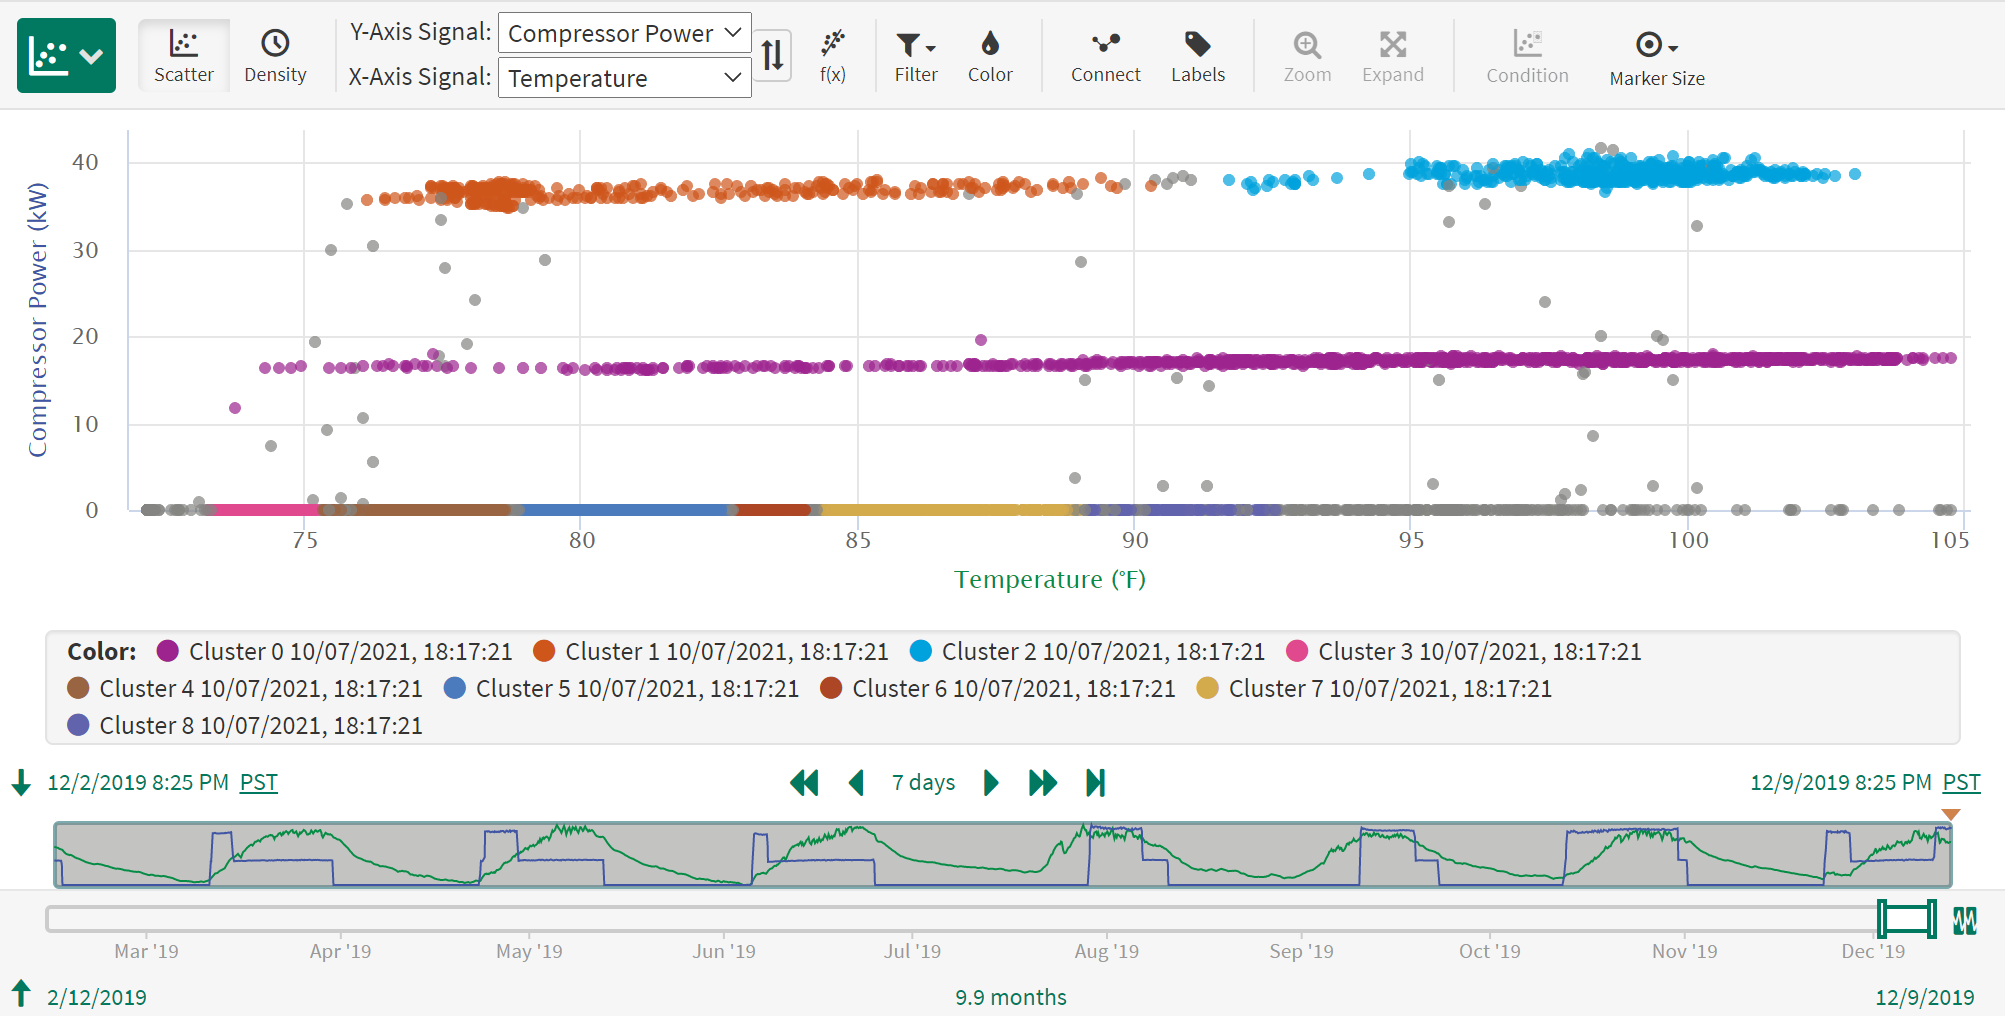 Scatter
Density
Y-Axis Signal: Compressor Power
X-Axis Signal: Temperature
f(x)
Filter
Color
Connect
Labels
Zoom
Expand
Condition
Marker Size
Compressor Power (kW)
40
30
20
10
0
75 80 85 90 95 100 105
Temperature (°F)
Color: Cluster 0 10/07/2021, 18:17:21 Cluster 1 10/07/2021, 18:17:21 Cluster 2 10/07/2021, 18:17:21 Cluster 3 10/07/2021, 18:17:21
Cluster 4 10/07/2021, 18:17:21 Cluster 5 10/07/2021, 18:17:21 Cluster 6 10/07/2021, 18:17:21 Cluster 7 10/07/2021, 18:17:21
Cluster 8 10/07/2021, 18:17:21
12/2/2019 8:25 PM PST 7 days 12/9/2019 8:25 PM PST
Mar '19 Apr '19 May '19 Jun '19 Jul '19 Aug '19 Sep '19 Oct '19 Nov '19 Dec '19
2/12/2019 9.9 months 12/9/2019